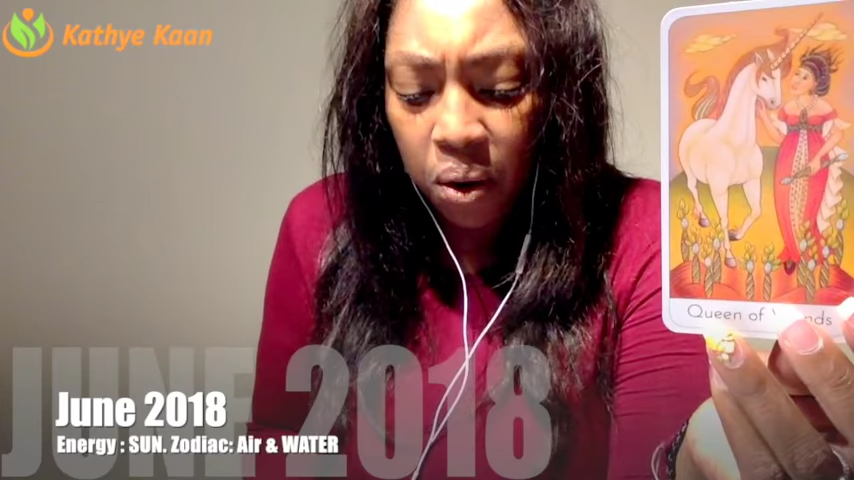 Kathye Kaan
Queen of
JUNE 2018
June 2018
Energy : SUN. Zodiac: Air & WATER